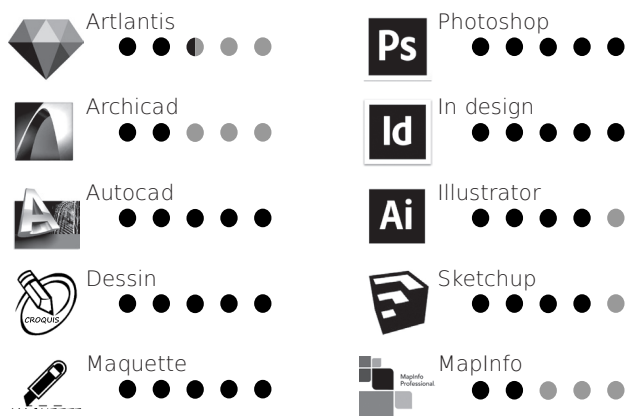 Artlantis
Photoshop
Ps
Archicad
In design
Id
Autocad
Illustrator
Ai
Dessin
CROQUIS
Sketchup
Maquette
MapInfo
MapInfo
Professional